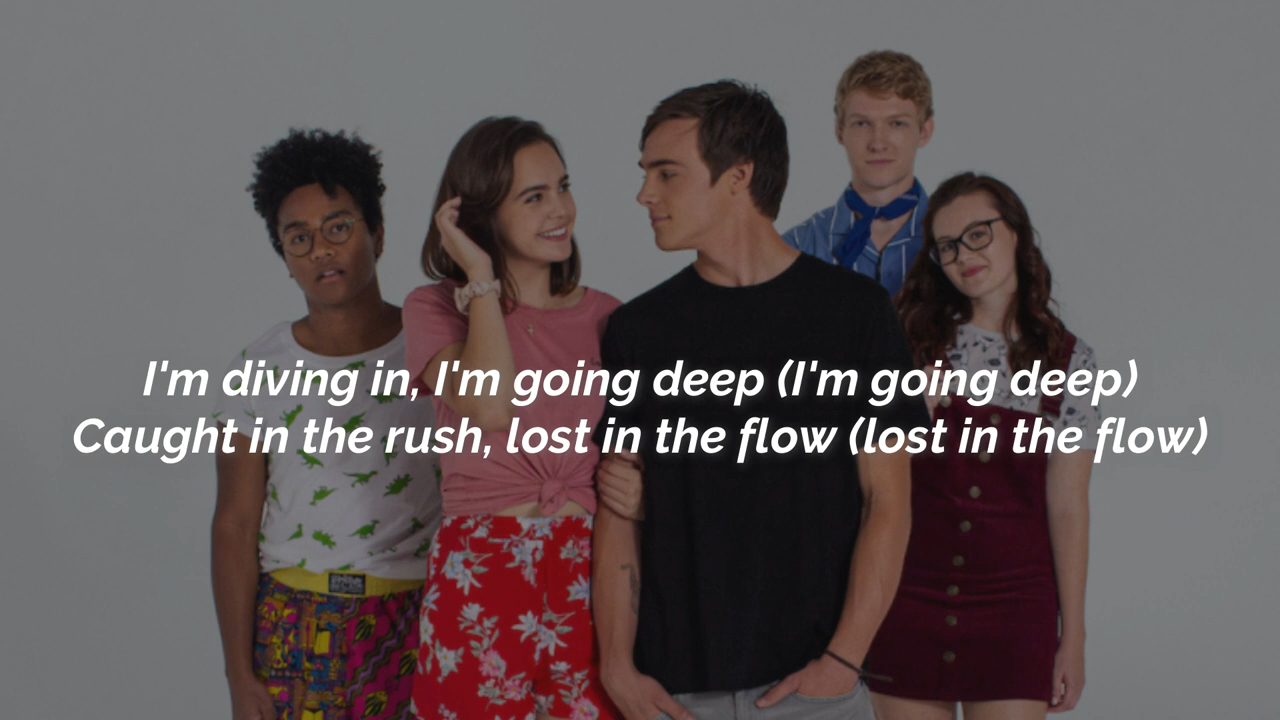 I'm diving in, I'm going deep (I'm going deep)
Caught in the rush, lost in the flow (lost in the flow)